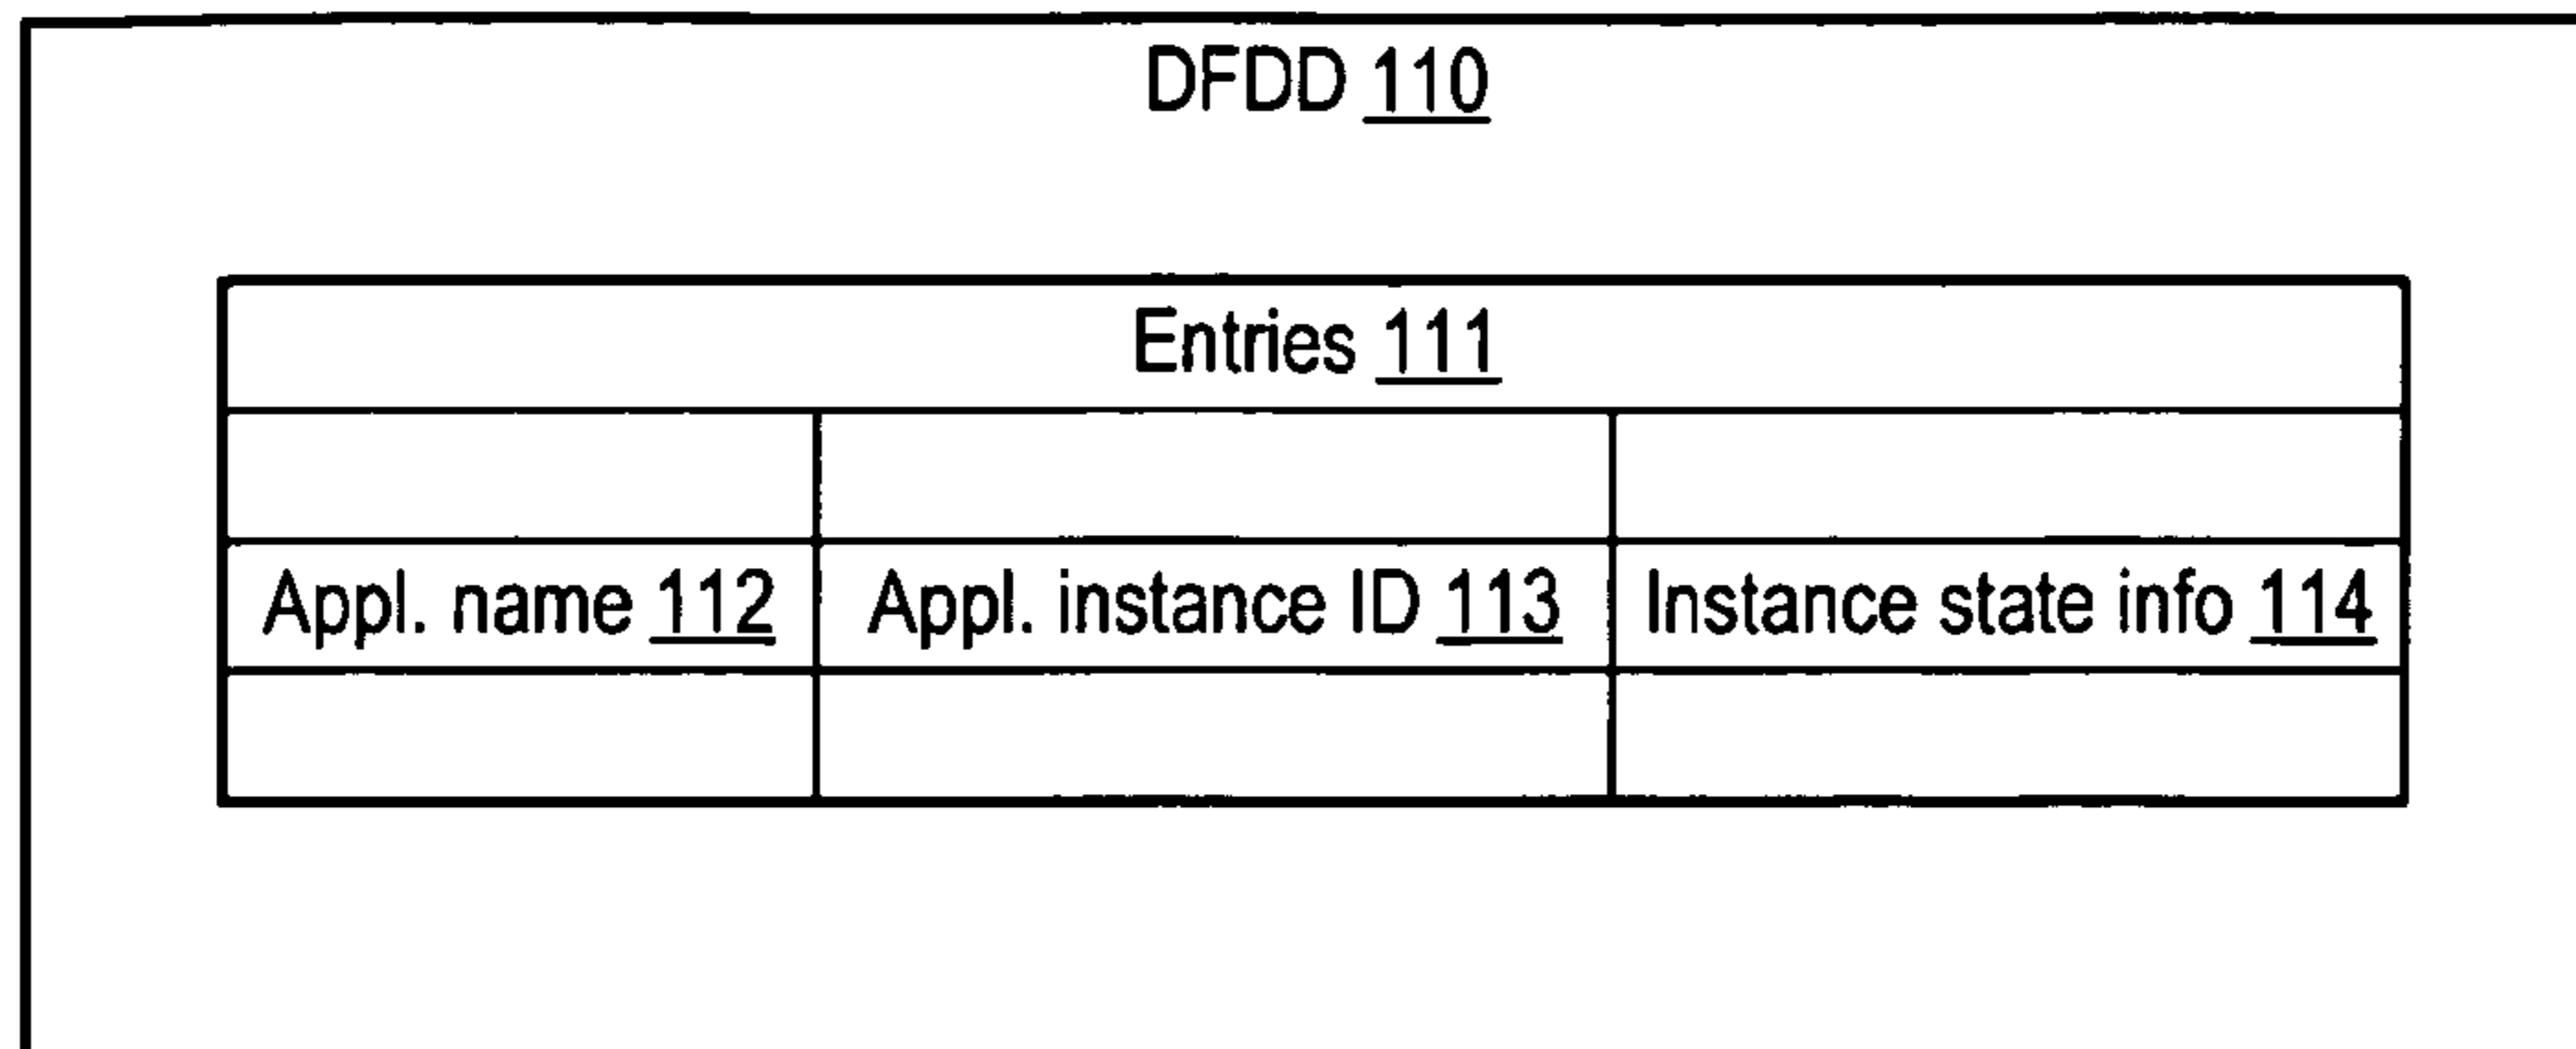 DFDD 110
Entries 111
Appl. name 112 Appl. instance ID 113 Instance state info 114